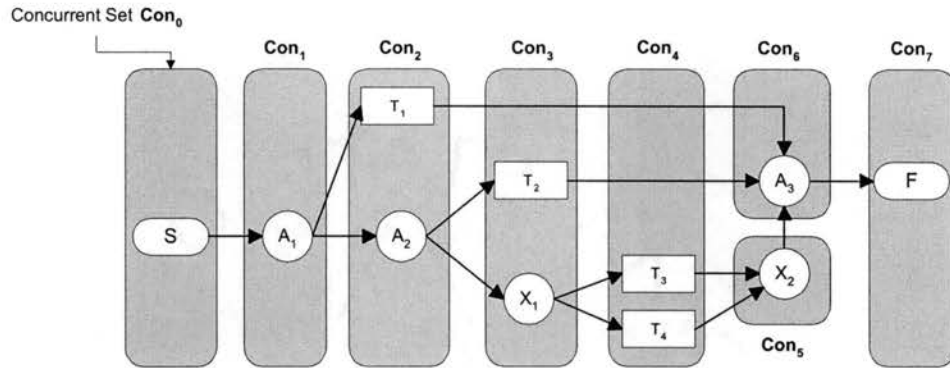 Concurrent Set Con₀
Con₁
Con₂
Con₃
Con₄
Con₆
Con₇
T₁
T₂
A₃
F
S
A₁
A₂
X₁
T₃
X₂
T₄
Con₅